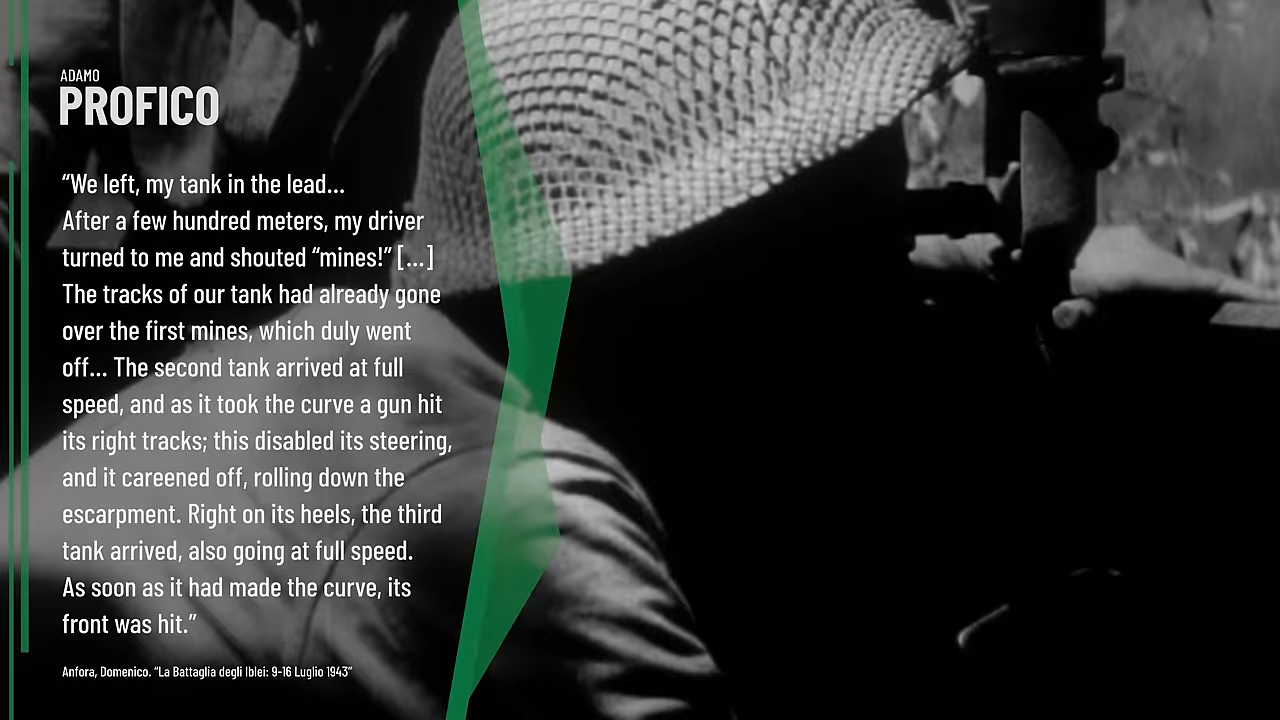 ADAMO
PROFICO
“We left, my tank in the lead...
After a few hundred meters, my driver
turned to me and shouted “mines!” [...]
The tracks of our tank had already gone
over the first mines, which duly went
off... The second tank arrived at full
speed, and as it took the curve a gun hit
its right tracks; this disabled its steering,
and it careened off, rolling down the
escarpment. Right on its heels, the third
tank arrived, also going at full speed.
As soon as it had made the curve, its
front was hit.”
Anfora, Domenico. “La Battaglia degli Iblei: 9-16 Luglio 1943”